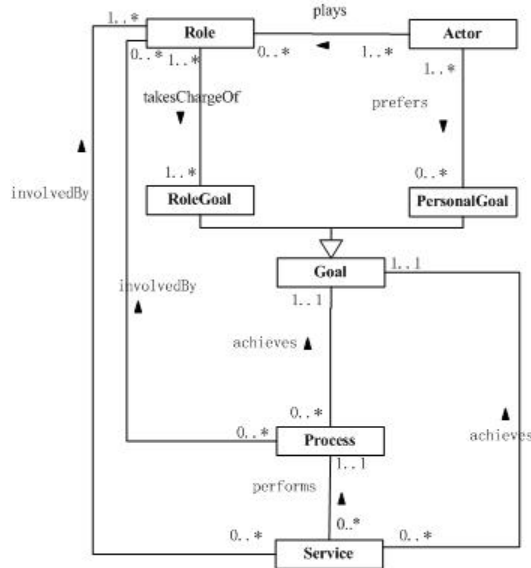 plays
1..*
Role
Actor
0..*
1..*
0..*
1..*
1..*
takesChargeOf
prefers
1..*
0..*
involvedBy
RoleGoal
PersonalGoal
Goal
1..1
1..1
involvedBy
achieves
0..*
0..*
Process
achieves
1..1
performs
0..*
0..*
0..*
Service